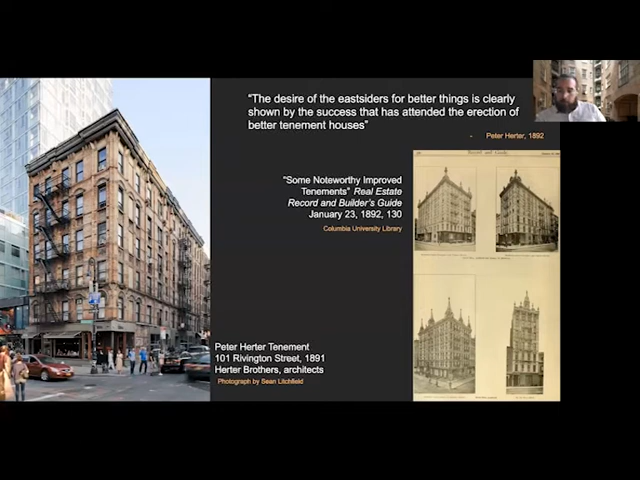 “The desire of the eastsiders for better things is clearly
shown by the success that has attended the erection of
better tenement houses”
- Peter Herter, 1892
“Some Noteworthy Improved
Tenements” Real Estate
Record and Builder’s Guide
January 23, 1892, 130
Columbia University Library
Peter Herter Tenement
101 Rivington Street, 1891
Herter Brothers, architects
Photograph by Sean Litchfield